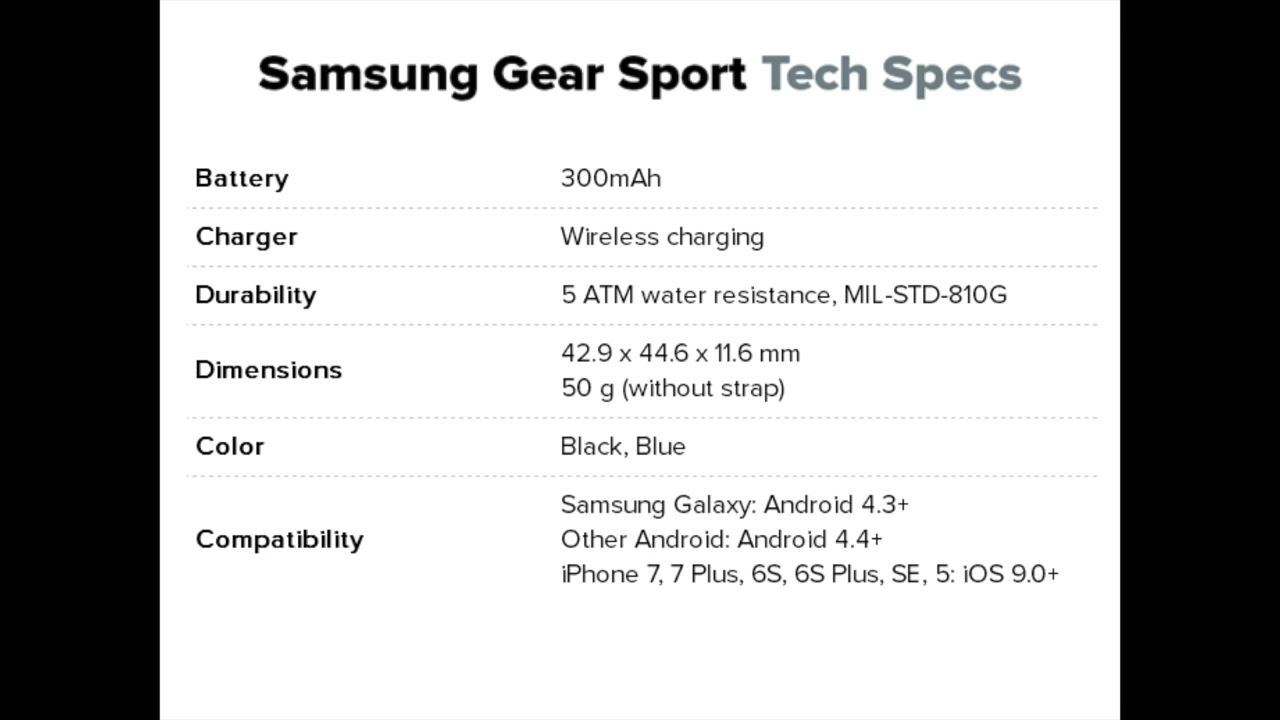 Samsung Gear Sport Tech Specs
Battery 300mAh
Charger Wireless charging
Durability 5 ATM water resistance, MIL-STD-810G
Dimensions 42.9 x 44.6 x 11.6 mm
50 g (without strap)
Color Black, Blue
Compatibility Samsung Galaxy: Android 4.3+
Other Android: Android 4.4+
iPhone 7, 7 Plus, 6S, 6S Plus, SE, 5: iOS 9.0+